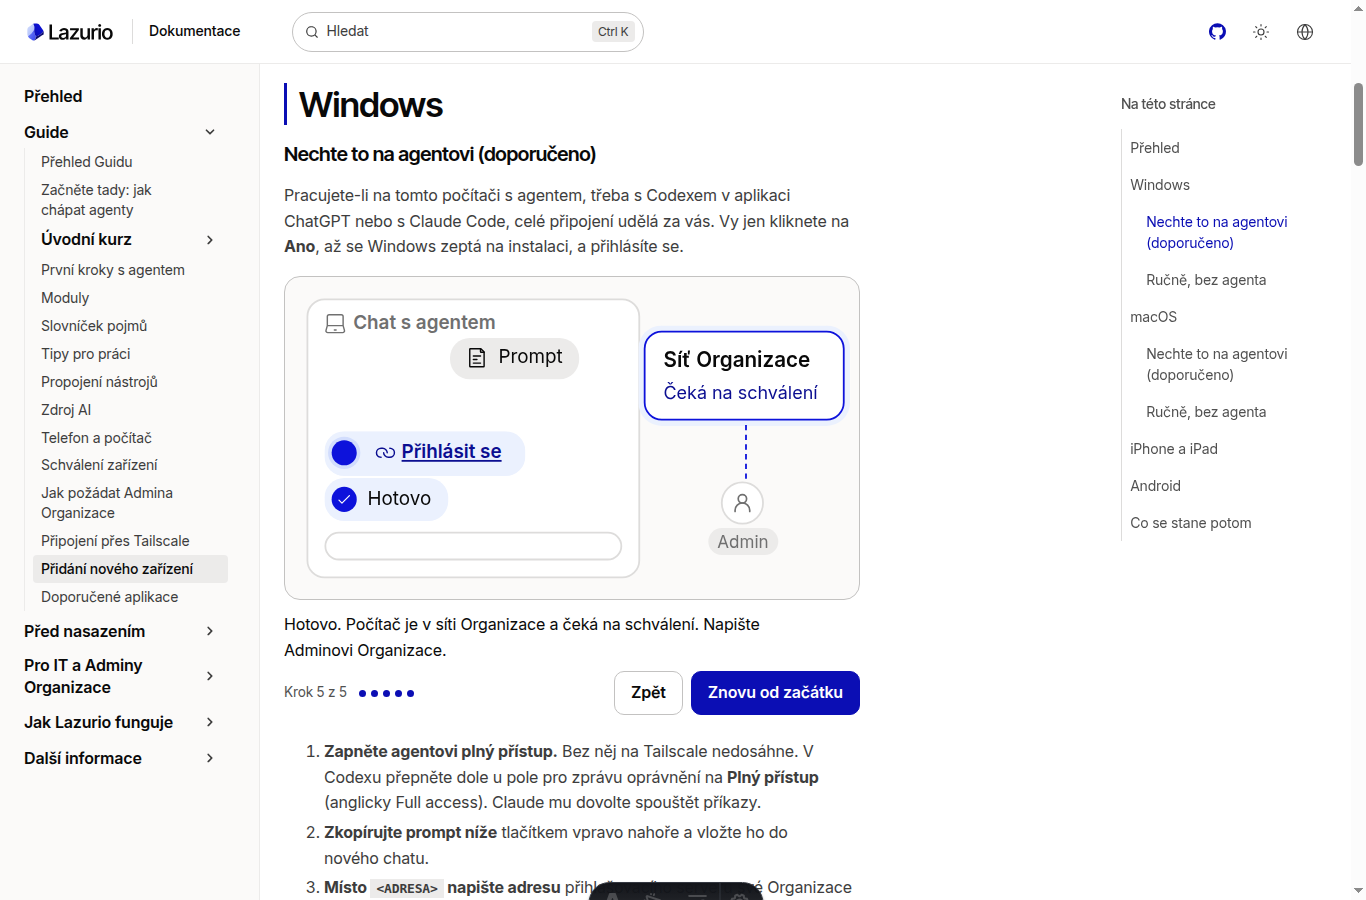 Lazurio
Dokumentace
Hledat
Ctrl K
Přehled
Guide
Přehled Guidu
Začněte tady: jak
chápat agenty
Úvodní kurz
První kroky s agentem
Moduly
Slovníček pojmů
Tipy pro práci
Propojení nástrojů
Zdroj AI
Telefon a počítač
Schválení zařízení
Jak požádat Admina
Organizace
Připojení přes Tailscale
Přidání nového zařízení
Doporučené aplikace
Před nasazením
Pro IT a Adminy
Organizace
Jak Lazurio funguje
Další informace
Windows
Nechte to na agentovi (doporučeno)
Pracujete-li na tomto počítači s agentem, třeba s Codexem v aplikaci
ChatGPT nebo s Claude Code, celé připojení udělá za vás. Vy jen kliknete na
Ano, až se Windows zeptá na instalaci, a přihlásíte se.
Chat s agentem
Prompt
Přihlásit se
Hotovo
Síť Organizace
Čeká na schválení
Admin
Hotovo. Počítač je v síti Organizace a čeká na schválení. Napište
Adminovi Organizace.
Krok 5 z 5
Zpět
Znovu od začátku
1. Zapněte agentovi plný přístup. Bez něj na Tailscale nedosáhne. V
Codexu přepněte dole u pole pro zprávu oprávnění na Plný přístup
(anglicky Full access). Claude mu dovolte spouštět příkazy.
2. Zkopírujte prompt níže tlačítkem vpravo nahoře a vložte ho do
nového chatu.
3. Místo <ADRESA> napište adresu Organizace
Na této stránce
Přehled
Windows
Nechte to na agentovi
(doporučeno)
Ručně, bez agenta
macOS
Nechte to na agentovi
(doporučeno)
Ručně, bez agenta
iPhone a iPad
Android
Co se stane potom